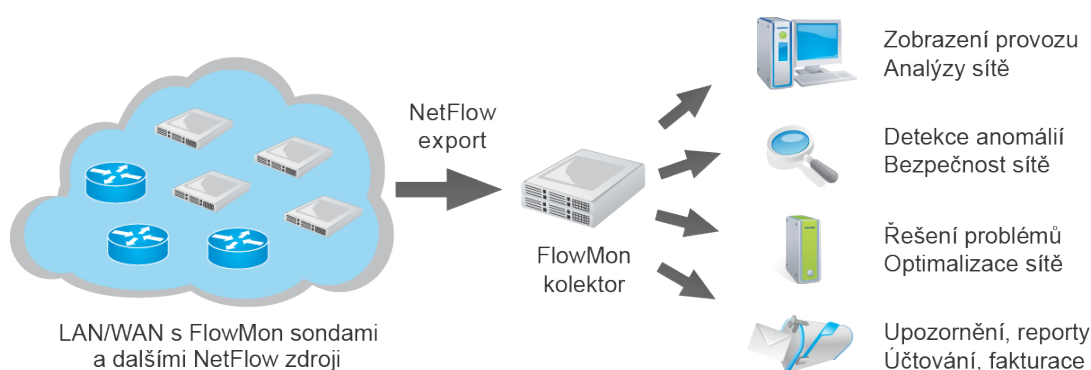 NetFlow
export
LAN/WAN s FlowMon sondami
a dalšími NetFlow zdroji
FlowMon
kolektor
Zobrazení provozu
Analýzy sítě
Detekce anomálií
Bezpečnost sítě
Řešení problémů
Optimalizace sítě
Upozornění, reporty
Účtování, fakturace